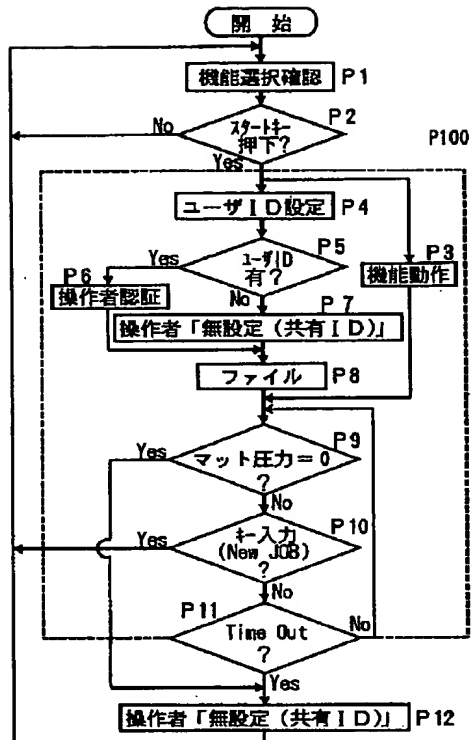 開 始
機能選択確認 P1
スタートキー
押下?
P2
No
Yes
P100
ユーザID設定 P4
ユーザID
有?
P5
Yes
No
P3
機能動作
P6
操作者認証
P7
操作者「無設定(共有ID)」
ファイル P8
マット圧力=0
?
P9
Yes
No
キー入力
(New JOB)
?
P10
Yes
No
P11
Time Out
?
No
Yes
操作者「無設定(共有ID)」 P12